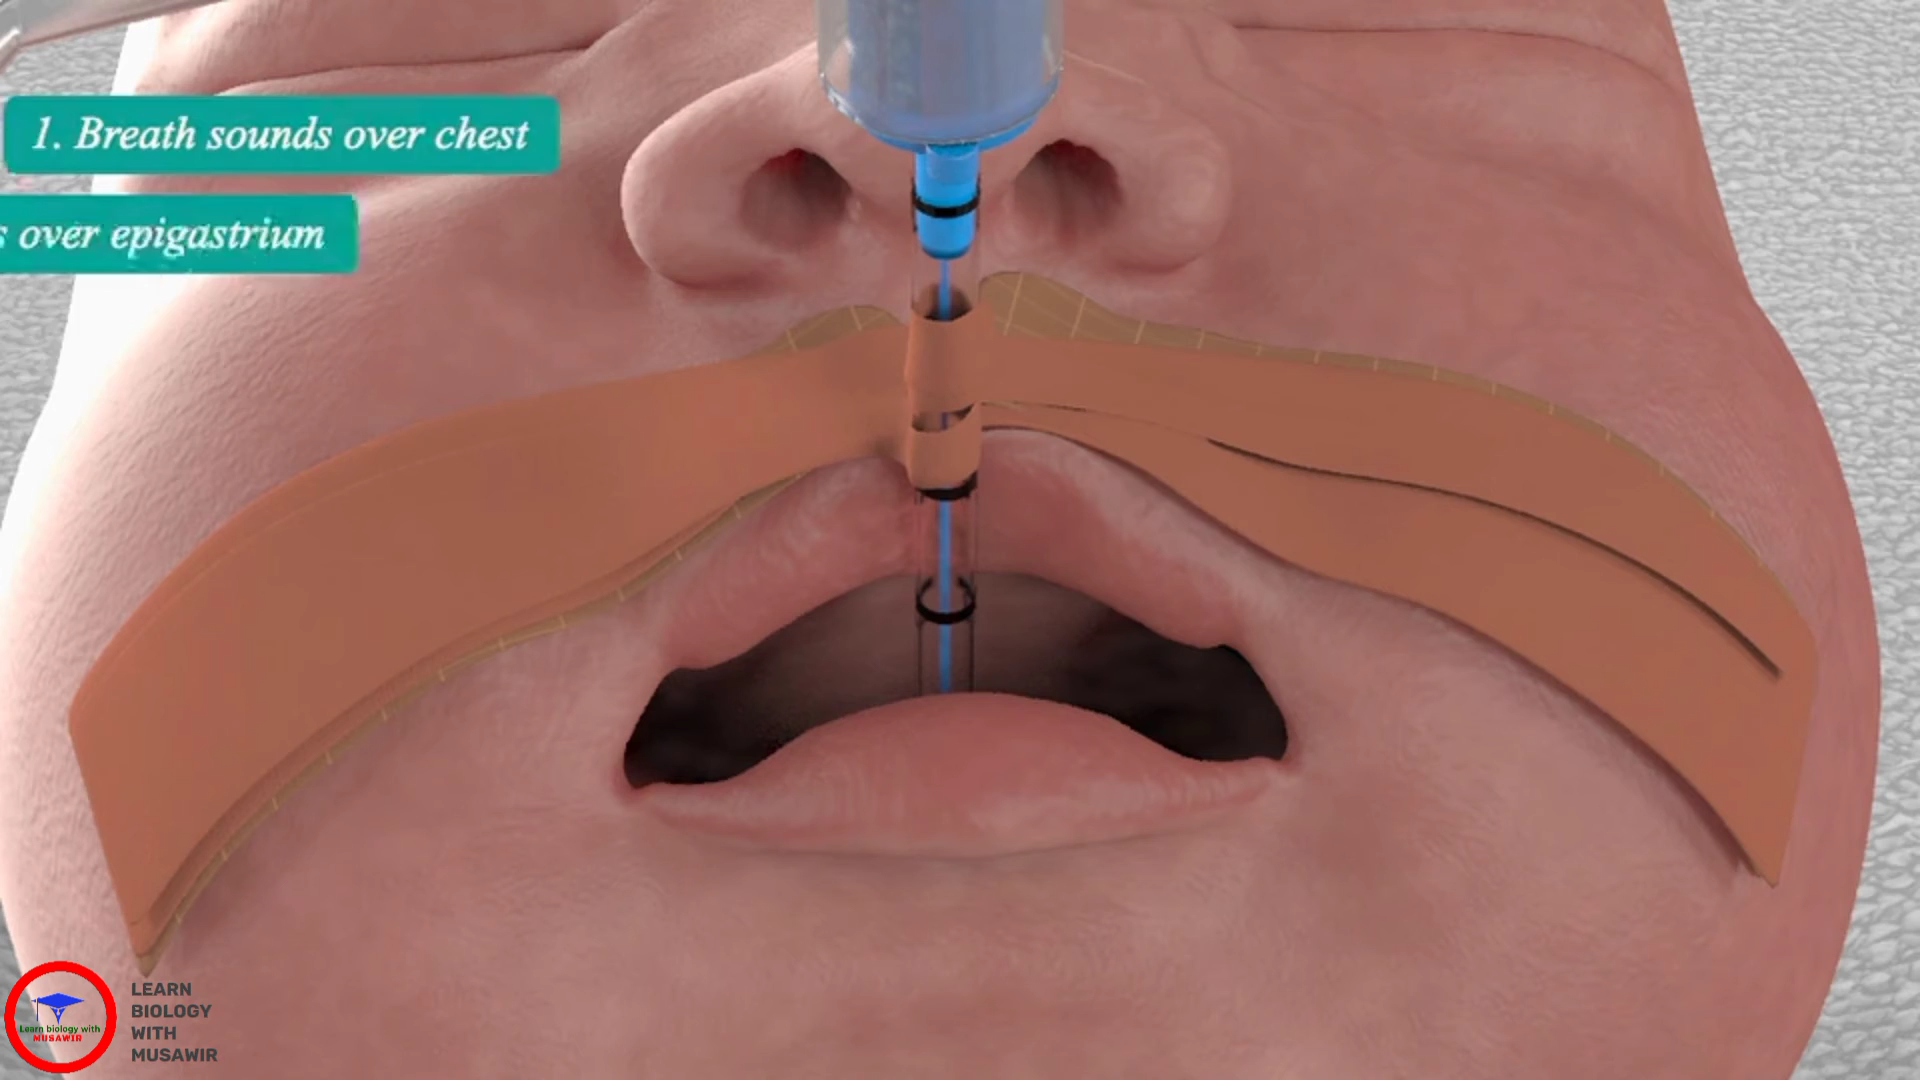 1. Breath sounds over chest
over epigastrium
Learn biology with
MUSAWIR
LEARN
BIOLOGY
WITH
MUSAWIR